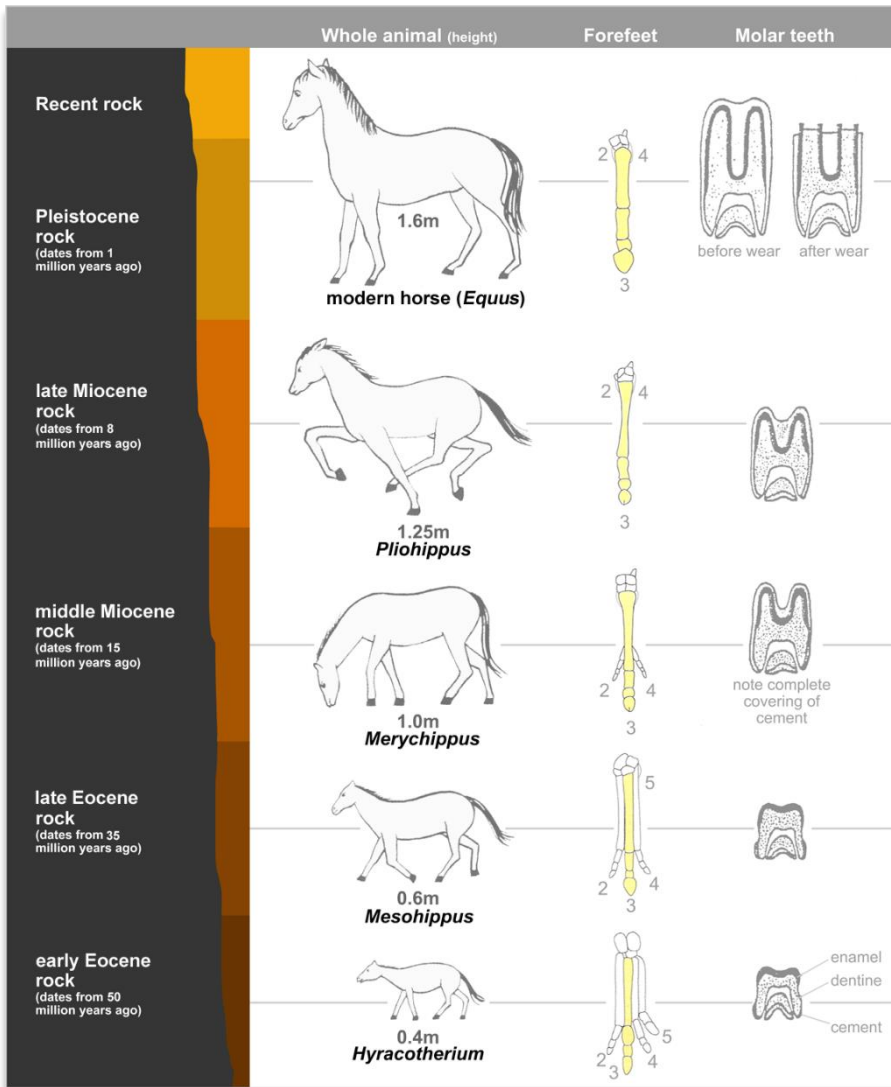 Whole animal (height)
Forefeet
Molar teeth
Recent rock
Pleistocene
rock
(dates from 1
million years ago)
1.6m
modern horse (Equus)
2
4
3
before wear
after wear
late Miocene
rock
(dates from 8
million years ago)
1.25m
Pliohippus
2
4
3
middle Miocene
rock
(dates from 15
million years ago)
1.0m
Merychippus
2
4
3
note complete
covering of
cement
late Eocene
rock
(dates from 35
million years ago)
0.6m
Mesohippus
5
2
4
3
early Eocene
rock
(dates from 50
million years ago)
0.4m
Hyracotherium
5
2
4
3
enamel
dentine
cement